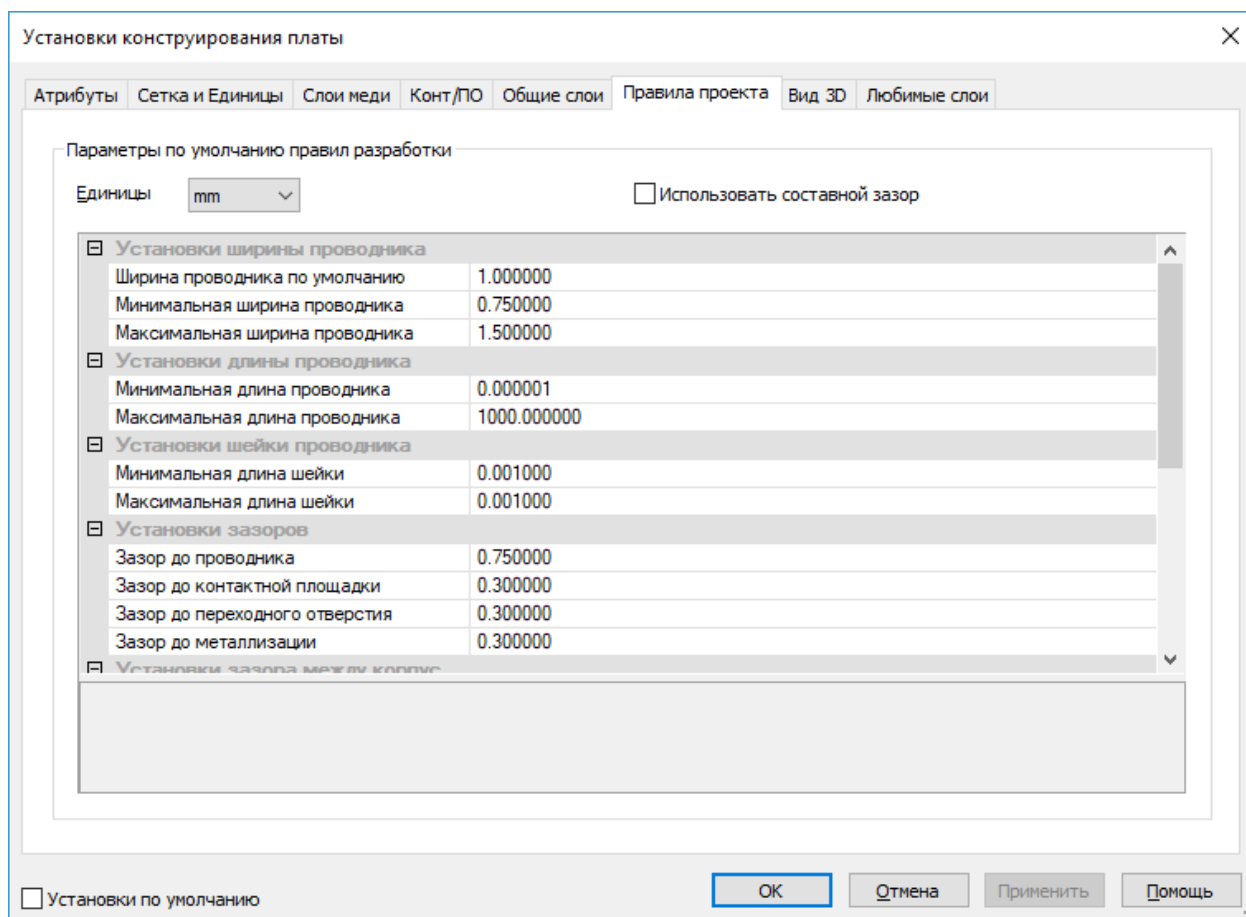 Установки конструирования платы
Атрибуты Сетка и Единицы Слои меди Конт/ПО Общие слои Правила проекта Вид 3D Любимые слои
Параметры по умолчанию правил разработки
Единицы mm Использовать составной зазор
Установки ширины проводника
Ширина проводника по умолчанию 1.000000
Минимальная ширина проводника 0.750000
Максимальная ширина проводника 1.500000
Установки длины проводника
Минимальная длина проводника 0.000001
Максимальная длина проводника 1000.000000
Установки шейки проводника
Минимальная длина шейки 0.001000
Максимальная длина шейки 0.001000
Установки зазоров
Зазор до проводника 0.750000
Зазор до контактной площадки 0.300000
Зазор до переходного отверстия 0.300000
Зазор до металлизации 0.300000
Установки зазора между корпус
Установки по умолчанию OK Отмена Применить Помощь